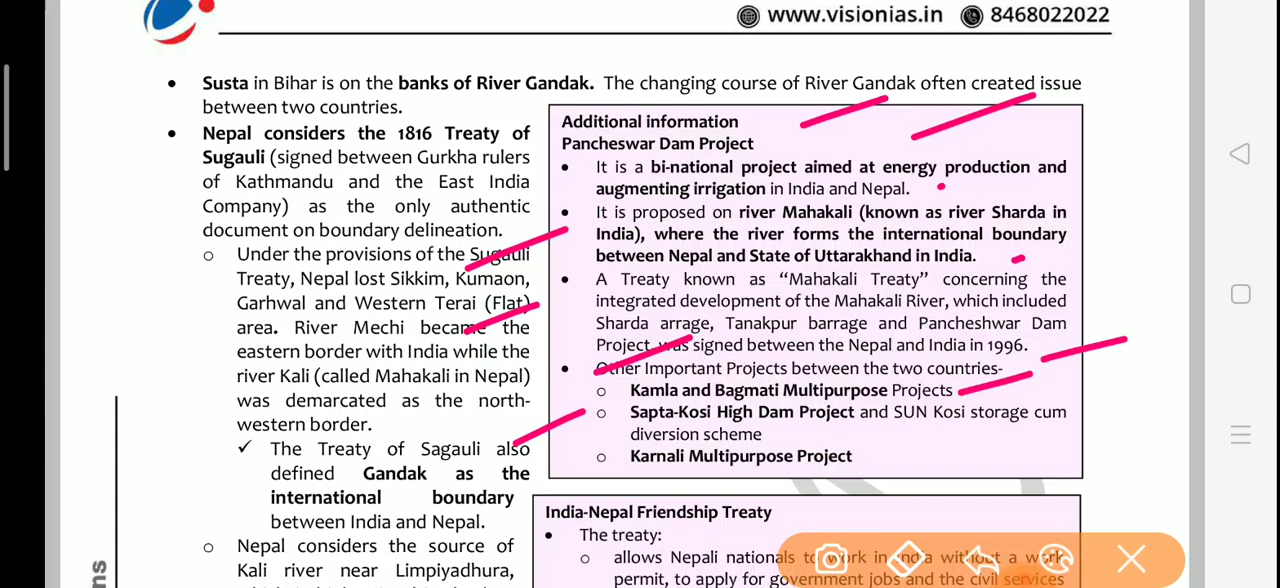 www.visionias.in 8468022022
• Susta in Bihar is on the banks of River Gandak. The changing course of River Gandak often created issue
between two countries.
• Nepal considers the 1816 Treaty of
Sugauli (signed between Gurkha rulers
of Kathmandu and the East India
Company) as the only authentic
document on boundary delineation.
o Under the provisions of the Sugauli
Treaty, Nepal lost Sikkim, Kumaon,
Garhwal and Western Terai (Flat)
area. River Mechi became the
eastern border with India while the
river Kali (called Mahakali in Nepal)
was demarcated as the north-
western border.
✓ The Treaty of Sagauli also
defined Gandak as the
international boundary
between India and Nepal.
o Nepal considers the source of
Kali river near Limpiyadhura,
Additional information
Pancheswar Dam Project
• It is a bi-national project aimed at energy production and
augmenting irrigation in India and Nepal.
• It is proposed on river Mahakali (known as river Sharda in
India), where the river forms the international boundary
between Nepal and State of Uttarakhand in India.
• A Treaty known as “Mahakali Treaty” concerning the
integrated development of the Mahakali River, which included
Sharda arrage, Tanakpur barrage and Pancheshwar Dam
Project, was signed between the Nepal and India in 1996.
• Other Important Projects between the two countries-
o Kamla and Bagmati Multipurpose Projects
o Sapta-Kosi High Dam Project and SUN Kosi storage cum
diversion scheme
o Karnali Multipurpose Project
India-Nepal Friendship Treaty
• The treaty:
o allows Nepali nationals to work in India without a work
permit, to apply for government jobs and the civil services
ns